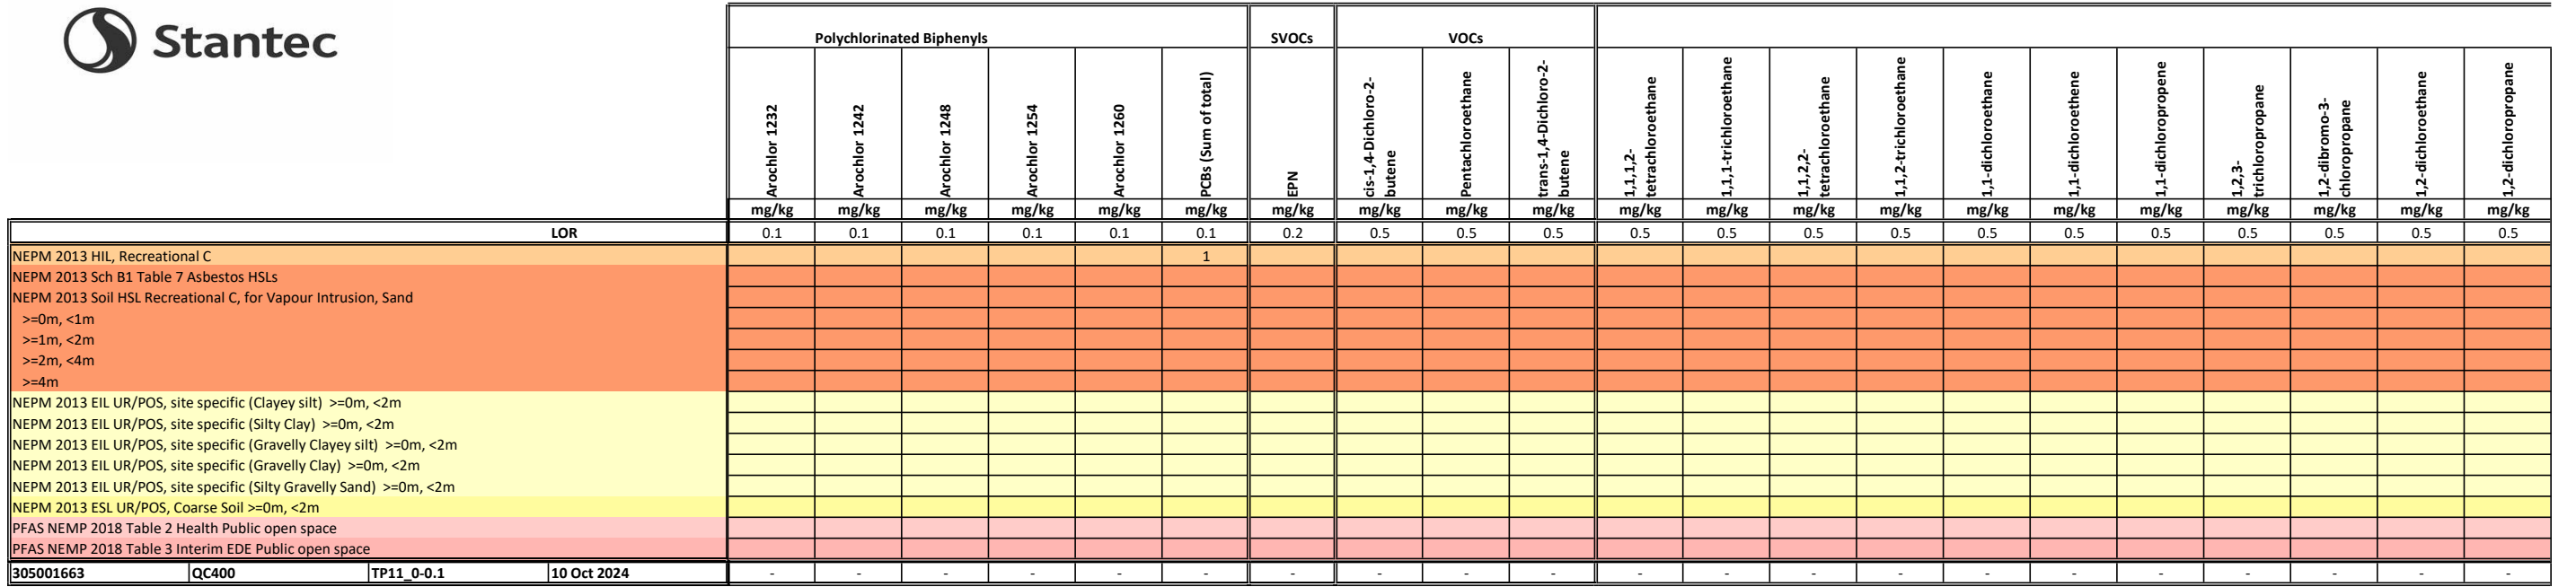 Stantec
Polychlorinated Biphenyls SVOCs VOCs
Arochlor 1232
Arochlor 1242
Arochlor 1248
Arochlor 1254
Arochlor 1260
PCBs (Sum of total)
EPN
cis-1,4-Dichloro-2-
butene
Pentachloroethane
trans-1,4-Dichloro-2-
butene
1,1,1,2-
tetrachloroethane
1,1,1-trichloroethane
1,1,2,2-
tetrachloroethane
1,1,2-trichloroethane
1,1-dichloroethane
1,1-dichloroethene
1,1-dichloropropene
1,2,3-
trichloropropane
1,2-dibromo-3-
chloropropane
1,2-dichloroethane
1,2-dichloropropane
mg/kg mg/kg mg/kg mg/kg mg/kg mg/kg mg/kg mg/kg mg/kg mg/kg mg/kg mg/kg mg/kg mg/kg mg/kg mg/kg mg/kg mg/kg mg/kg mg/kg mg/kg
LOR 0.1 0.1 0.1 0.1 0.1 0.1 0.2 0.5 0.5 0.5 0.5 0.5 0.5 0.5 0.5 0.5 0.5 0.5 0.5 0.5 0.5
NEPM 2013 HIL, Recreational C 1
NEPM 2013 Sch B1 Table 7 Asbestos HSLs
NEPM 2013 Soil HSL Recreational C, for Vapour Intrusion, Sand
>=0m, <1m
>=1m, <2m
>=2m, <4m
>=4m
NEPM 2013 EIL UR/POS, site specific (Clayey silt) >=0m, <2m
NEPM 2013 EIL UR/POS, site specific (Silty Clay) >=0m, <2m
NEPM 2013 EIL UR/POS, site specific (Gravelly Clayey silt) >=0m, <2m
NEPM 2013 EIL UR/POS, site specific (Gravelly Clay) >=0m, <2m
NEPM 2013 EIL UR/POS, site specific (Silty Gravelly Sand) >=0m, <2m
NEPM 2013 ESL UR/POS, Coarse Soil >=0m, <2m
PFAS NEMP 2018 Table 2 Health Public open space
PFAS NEMP 2018 Table 3 Interim EDE Public open space
305001663 QC400 TP11_0-0.1 10 Oct 2024 - - - - - - - - - - - - - - - - - - - - -